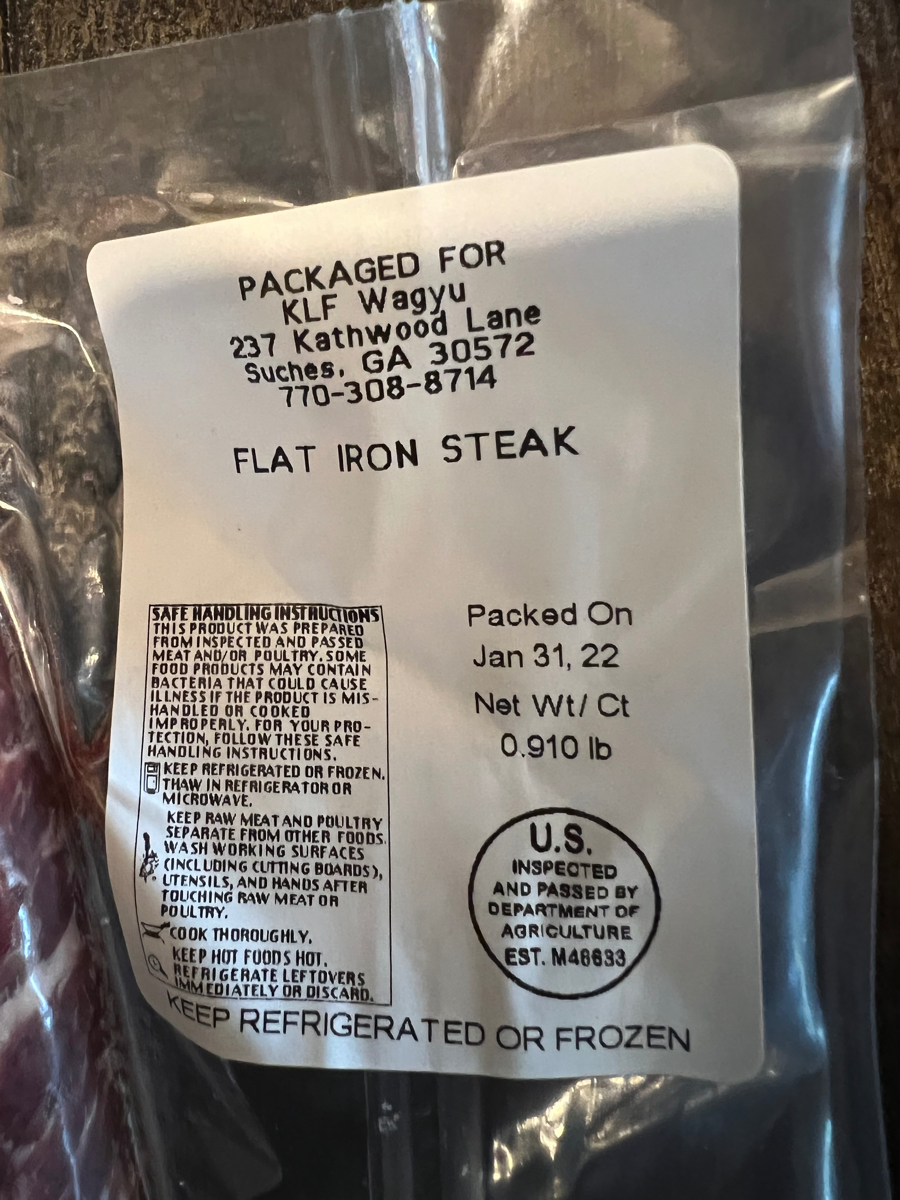 PACKAGED FOR
KLF Wagyu
237 Kathwood Lane
Suches, GA 30572
770-308-8714
FLAT IRON STEAK
SAFE HANDLING INSTRUCTIONS
THIS PRODUCT WAS PREPARED
FROM INSPECTED AND PASSED
MEAT AND/OR POULTRY. SOME
FOOD PRODUCTS MAY CONTAIN
BACTERIA THAT COULD CAUSE
ILLNESS IF THE PRODUCT IS MIS-
HANDLED OR COOKED
IMPROPERLY. FOR YOUR PRO-
TECTION, FOLLOW THESE SAFE
HANDLING INSTRUCTIONS.
KEEP REFRIGERATED OR FROZEN.
THAW IN REFRIGERATOR OR
MICROWAVE.
KEEP RAW MEAT AND POULTRY
SEPARATE FROM OTHER FOODS.
WASH WORKING SURFACES
(INCLUDING CUTTING BOARDS),
UTENSILS, AND HANDS AFTER
TOUCHING RAW MEAT OR
POULTRY.
COOK THOROUGHLY.
KEEP HOT FOODS HOT.
REFRIGERATE LEFTOVERS
IMMEDIATELY OR DISCARD.
Packed On
Jan 31, 22
Net Wt/ Ct
0.910 lb
U.S.
INSPECTED
AND PASSED BY
DEPARTMENT OF
AGRICULTURE
EST. M46633
KEEP REFRIGERATED OR FROZEN